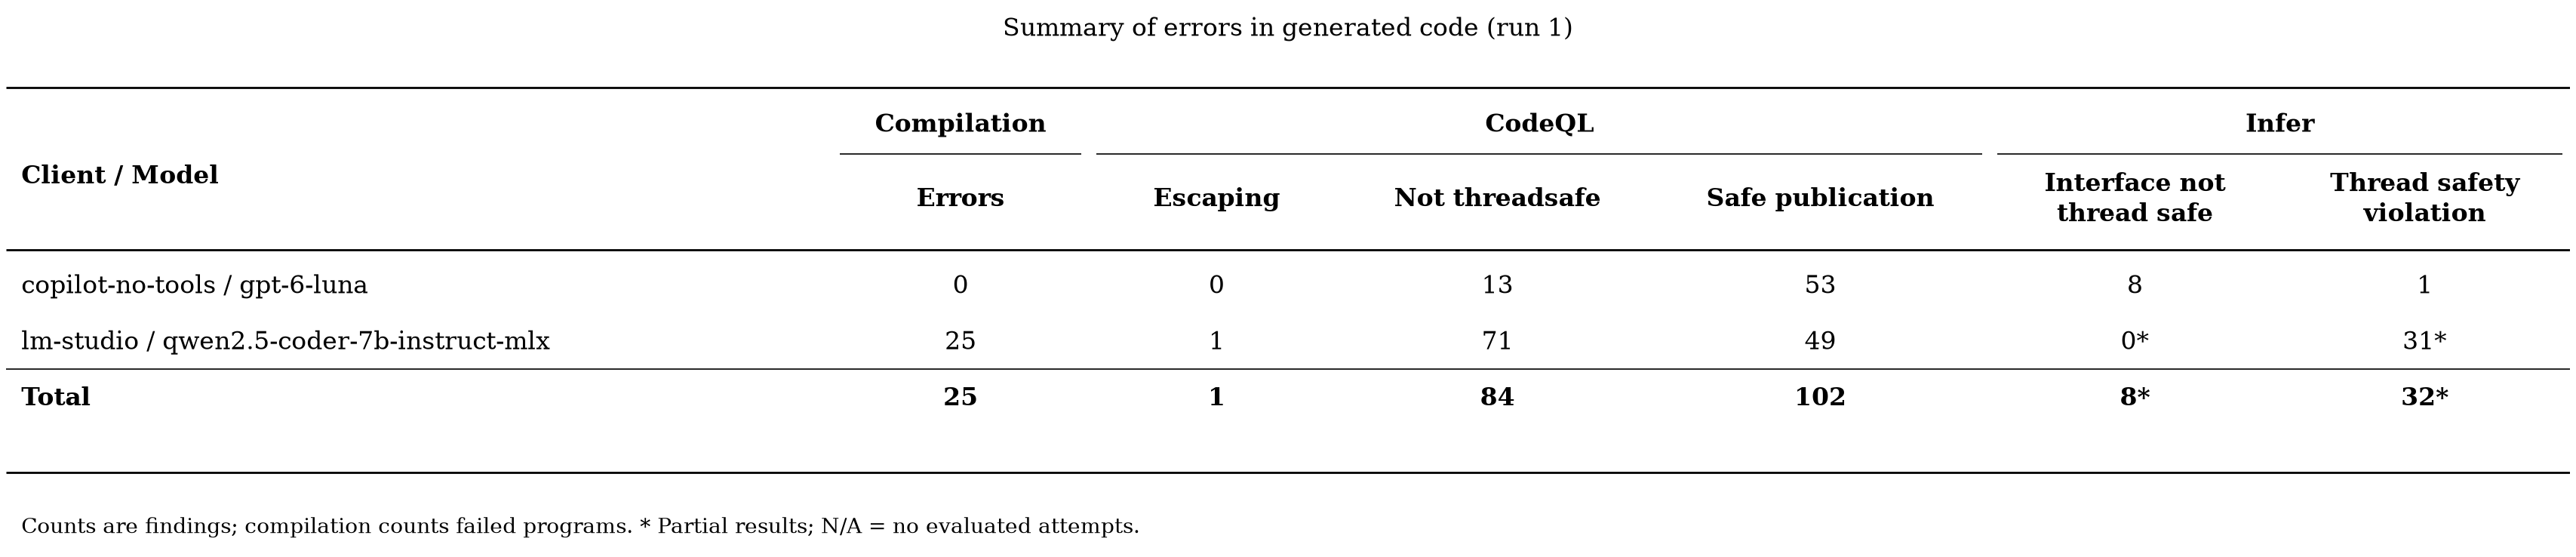 Summary of errors in generated code (run 1)
Compilation CodeQL Infer
Client / Model Errors Escaping Not threadsafe Safe publication Interface not thread safe Thread safety violation
copilot-no-tools / gpt-6-luna 0 0 13 53 8 1
lm-studio / qwen2.5-coder-7b-instruct-mlx 25 1 71 49 0* 31*
Total 25 1 84 102 8* 32*
Counts are findings; compilation counts failed programs. * Partial results; N/A = no evaluated attempts.